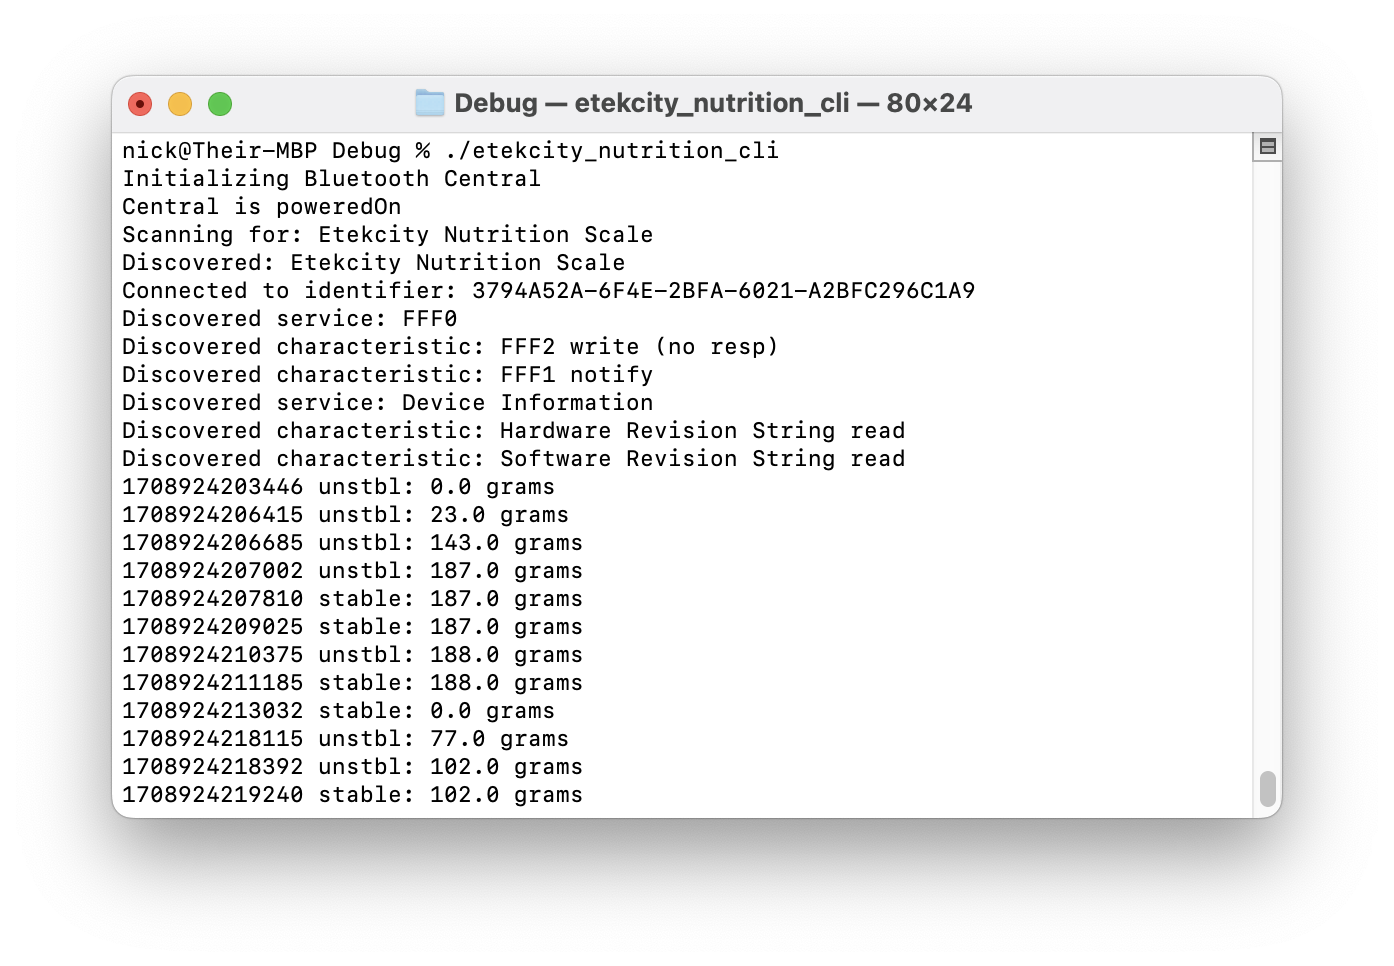 Debug — etekcity_nutrition_cli — 80×24
nick@Their-MBP Debug % ./etekcity_nutrition_cli
Initializing Bluetooth Central
Central is poweredOn
Scanning for: Etekcity Nutrition Scale
Discovered: Etekcity Nutrition Scale
Connected to identifier: 3794A52A-6F4E-2BFA-6021-A2BFC296C1A9
Discovered service: FFF0
Discovered characteristic: FFF2 write (no resp)
Discovered characteristic: FFF1 notify
Discovered service: Device Information
Discovered characteristic: Hardware Revision String read
Discovered characteristic: Software Revision String read
1708924203446 unstbl: 0.0 grams
1708924206415 unstbl: 23.0 grams
1708924206685 unstbl: 143.0 grams
1708924207002 unstbl: 187.0 grams
1708924207810 stable: 187.0 grams
1708924209025 stable: 187.0 grams
1708924210375 unstbl: 188.0 grams
1708924211185 stable: 188.0 grams
1708924213032 stable: 0.0 grams
1708924218115 unstbl: 77.0 grams
1708924218392 unstbl: 102.0 grams
1708924219240 stable: 102.0 grams